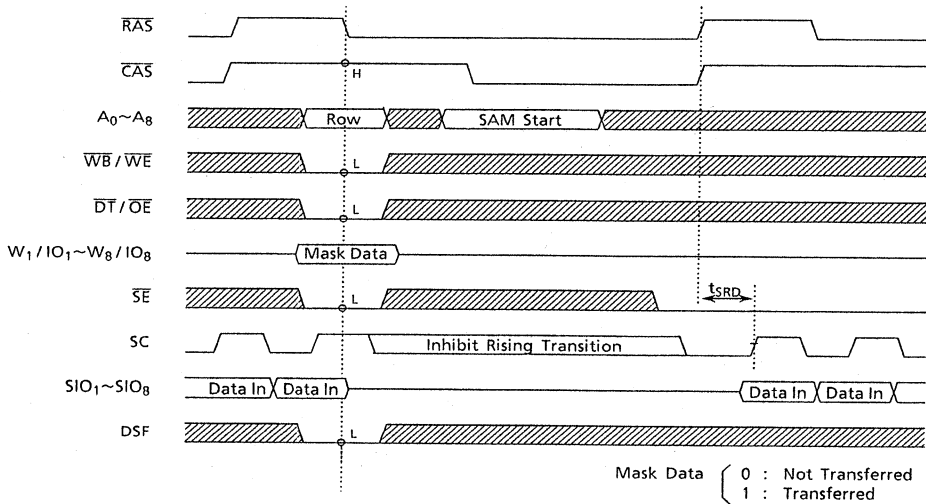 RAS
CAS
H
A0~A8
Row
SAM Start
WB / WE
L
DT / OE
L
W1 / IO1~W8 / IO8
Mask Data
SE
L
tSRD
SC
Inhibit Rising Transition
SIO1~SIO8
Data In
Data In
Data In
Data In
DSF
L
Mask Data
0 : Not Transferred
1 : Transferred